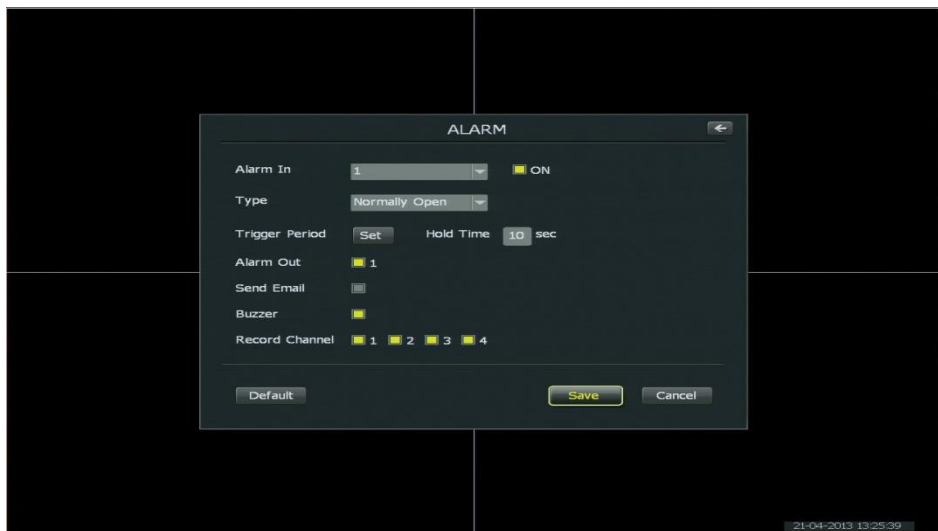 ALARM
Alarm In 1 ON
Type Normally Open
Trigger Period Set Hold Time 10 sec
Alarm Out 1
Send Email
Buzzer
Record Channel 1 2 3 4
Default Save Cancel
21-04-2013 13:25:39